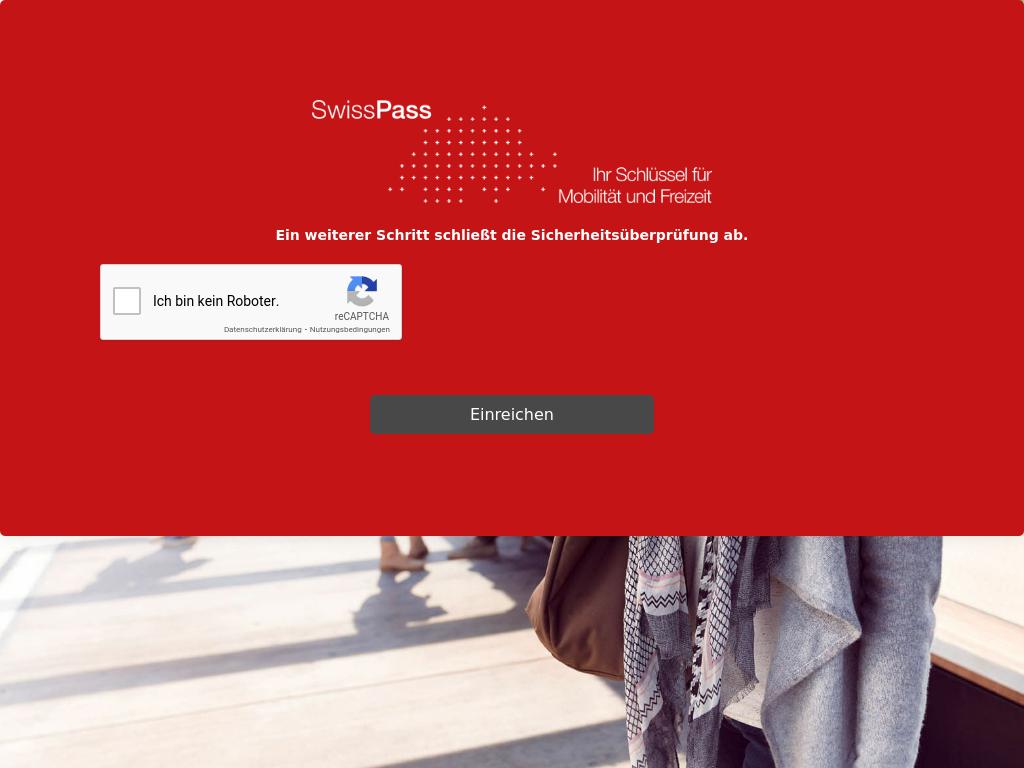 SwissPass
Ihr Schlüssel für
Mobilität und Freizeit
Ein weiterer Schritt schließt die Sicherheitsüberprüfung ab.
Ich bin kein Roboter.
reCAPTCHA
Datenschutzerklärung - Nutzungsbedingungen
Einreichen